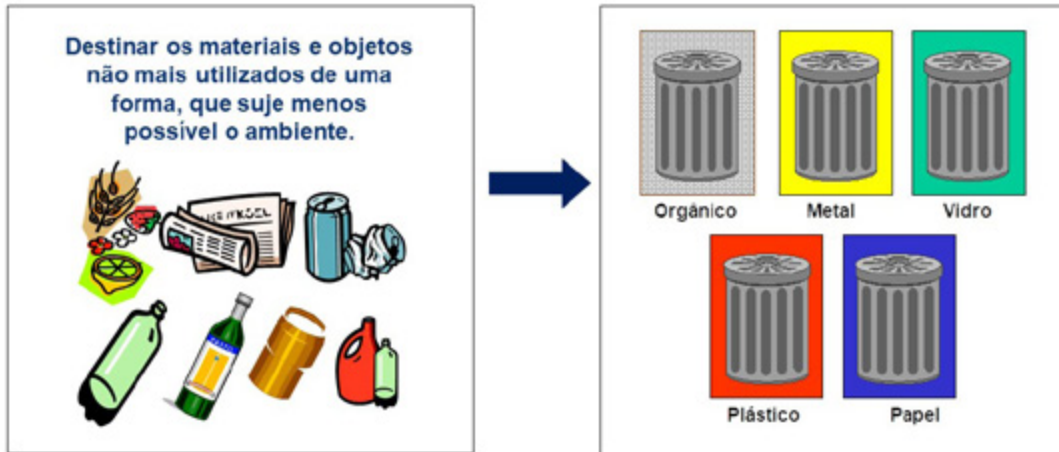 Destinar os materiais e objetos
não mais utilizados de uma
forma, que suje menos
possível o ambiente.
Orgânico
Metal
Vidro
Plástico
Papel